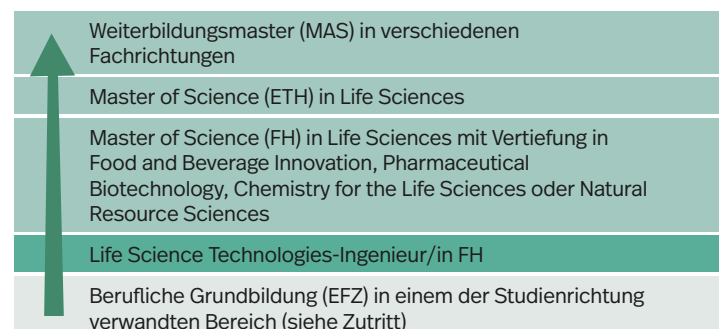 Weiterbildungsmaster (MAS) in verschiedenen
Fachrichtungen
Master of Science (ETH) in Life Sciences
Master of Science (FH) in Life Sciences mit Vertiefung in
Food and Beverage Innovation, Pharmaceutical
Biotechnology, Chemistry for the Life Sciences oder Natural
Resource Sciences
Life Science Technologies-Ingenieur/in FH
Berufliche Grundbildung (EFZ) in einem der Studienrichtung
verwandten Bereich (siehe Zutritt)